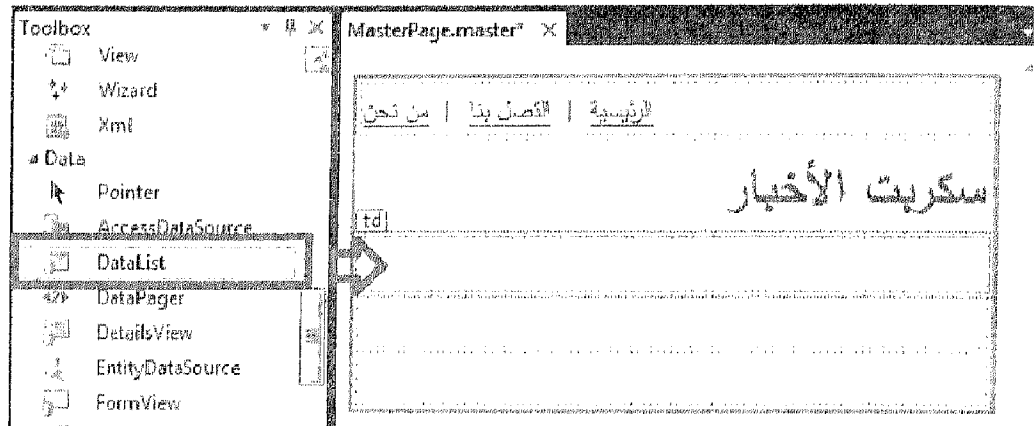 Toolbox
View
Wizard
Xml
Data
Pointer
AccessDataSource
DataList
DataPager
DetailsView
EntityDataSource
FormView
MasterPage.master*
الرئيسية | التصل بنا | من نحن
سكربت الأخبار
td